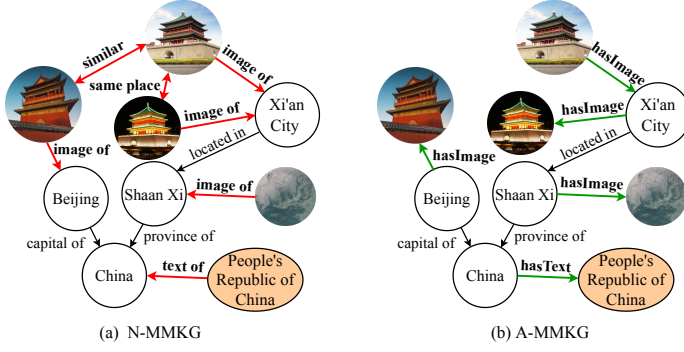 similar
image of
same place
image of
Xi'an
City
image of
located in
Beijing
Shaan Xi
image of
capital of
province of
China
text of
People's
Republic of
China
(a) N-MMKG
hasImage
hasImage
Xi'an
City
hasImage
located in
Beijing
Shaan Xi
hasImage
capital of
province of
China
hasText
People's
Republic of
China
(b) A-MMKG